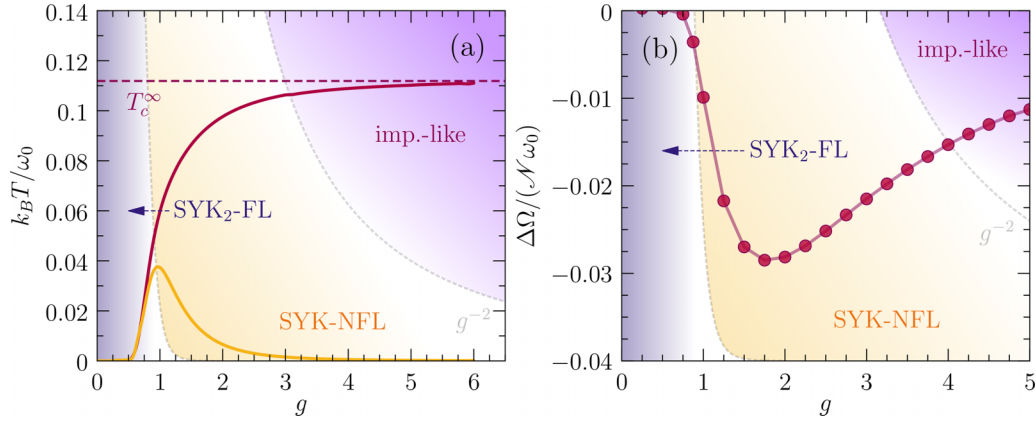 (a)
0.14
0.12
0.1
0.08
0.06
0.04
0.02
0
k_BT/ω_0
T_c^∞
imp.-like
SYK_2-FL
SYK-NFL
g^{-2}
0 1 2 3 4 5 6
g
(b)
0
−0.01
−0.02
−0.03
−0.04
ΔΩ/(𝒩ω_0)
imp.-like
SYK_2-FL
g^{-2}
SYK-NFL
0 1 2 3 4 5
g